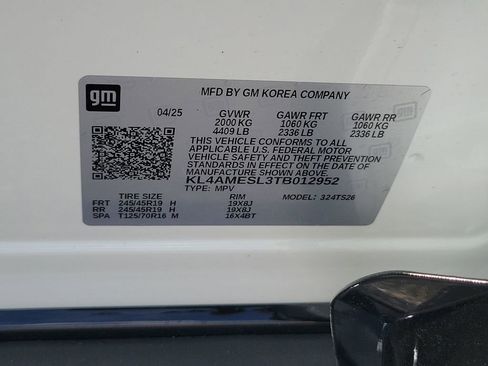 gm
MFD BY GM KOREA COMPANY
04/25 GVWR GAWR FRT GAWR RR
2000 KG 1060 KG 1060 KG
4409 LB 2336 LB 2336 LB
THIS VEHICLE CONFORMS TO ALL
APPLICABLE U.S. FEDERAL MOTOR
VEHICLE SAFETY, BUMPER, AND THEFT PREVENTION
STANDARDS IN EFFECT ON THE DATE OF
MANUFACTURE SHOWN ABOVE.
KL4AMESL3TB012952
TYPE: MPV
TIRE SIZE RIM MODEL: 324TS26
FRT 245/45R19 H 19X8J
RR 245/45R19 H 19X8J
SPA T125/70R16 M 16X4BT